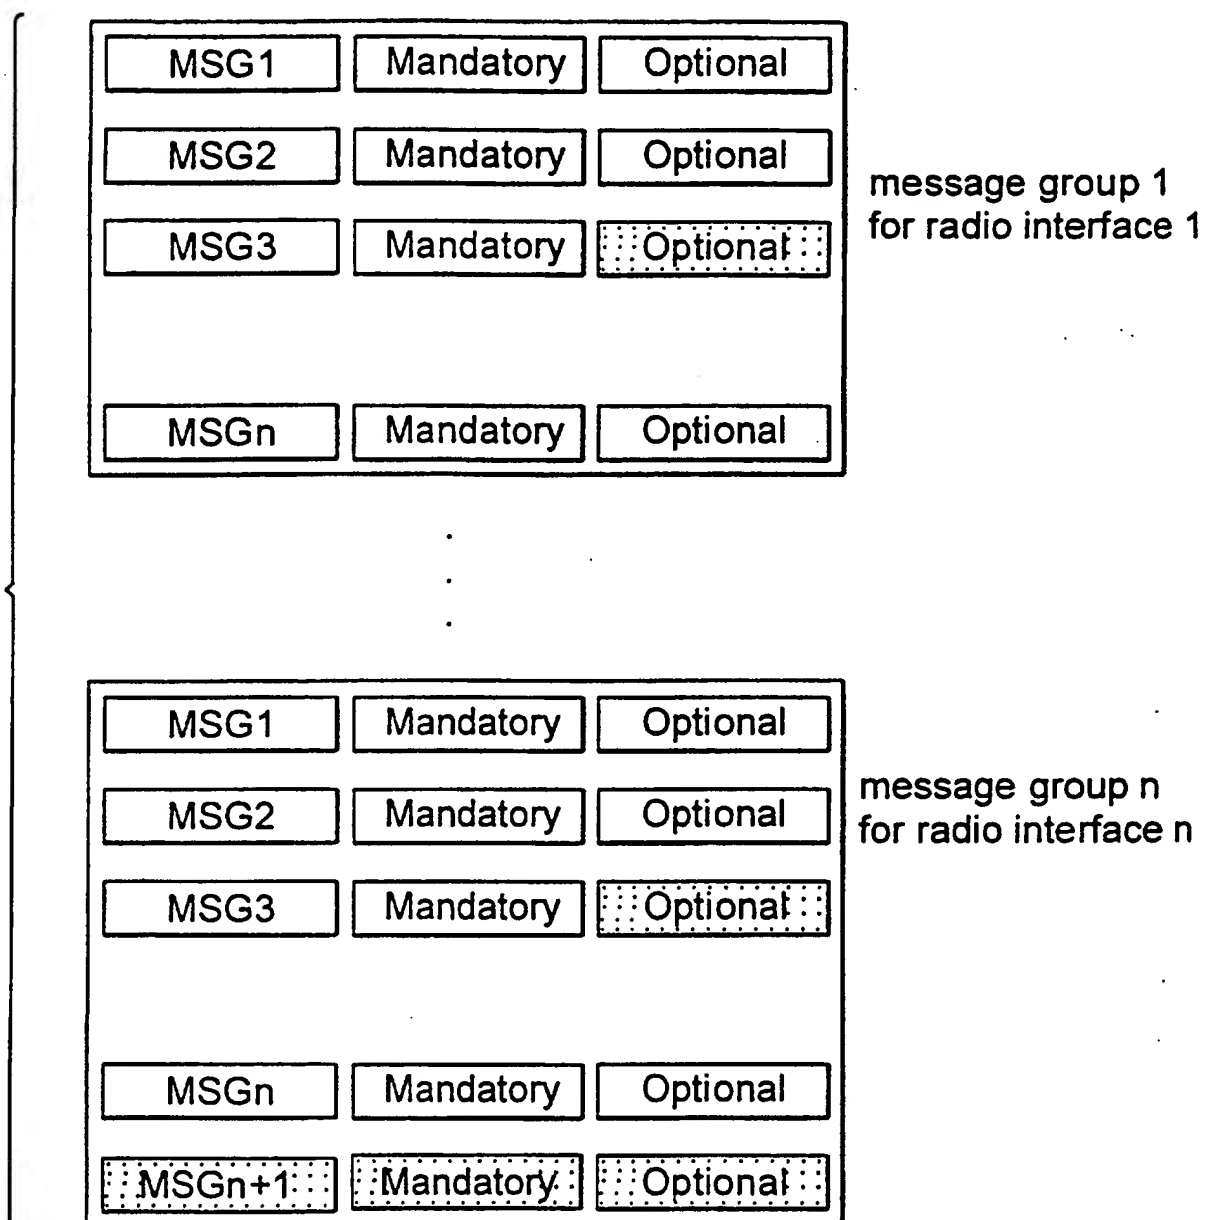 MSG1 Mandatory Optional
MSG2 Mandatory Optional
MSG3 Mandatory Optional
MSGn Mandatory Optional
message group 1
for radio interface 1
MSG1 Mandatory Optional
MSG2 Mandatory Optional
MSG3 Mandatory Optional
MSGn Mandatory Optional
MSGn+1 Mandatory Optional
message group n
for radio interface n